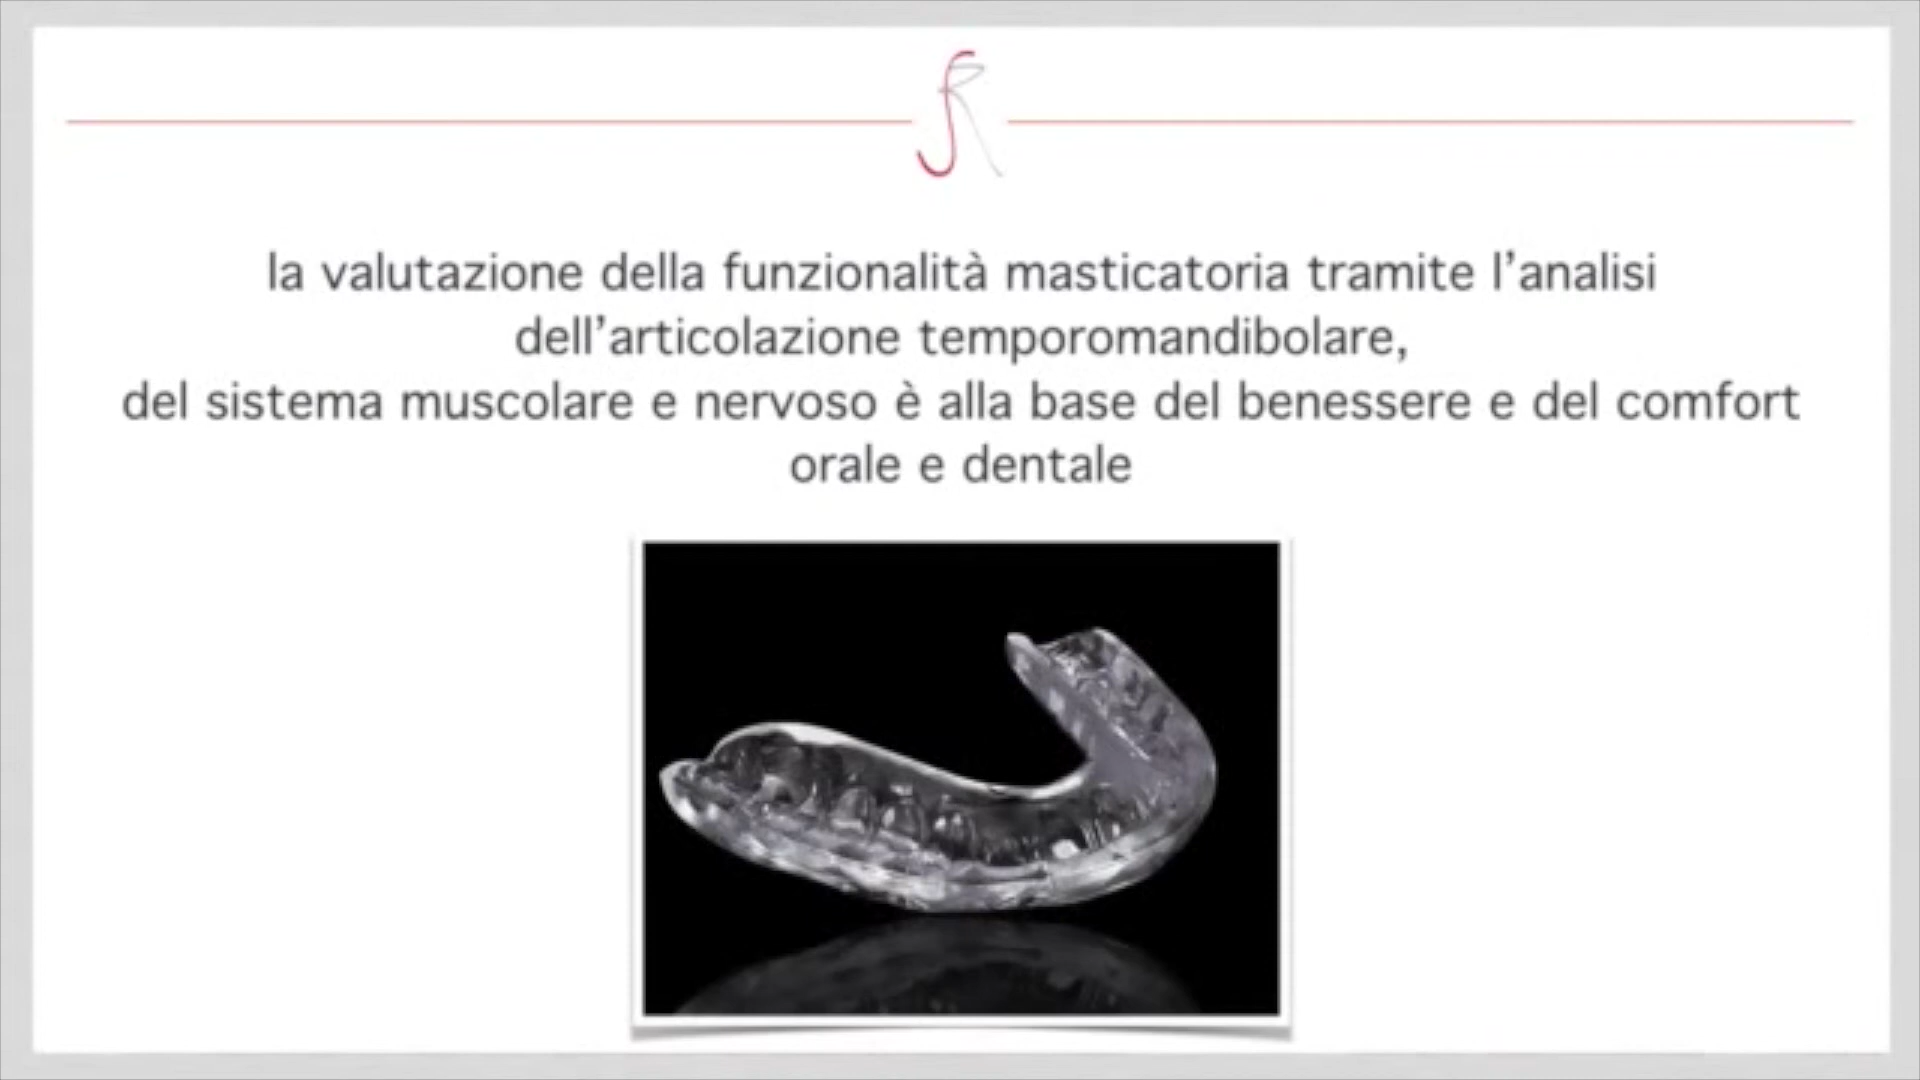 la valutazione della funzionalità masticatoria tramite l’analisi
dell’articolazione temporomandibolare,
del sistema muscolare e nervoso è alla base del benessere e del comfort
orale e dentale